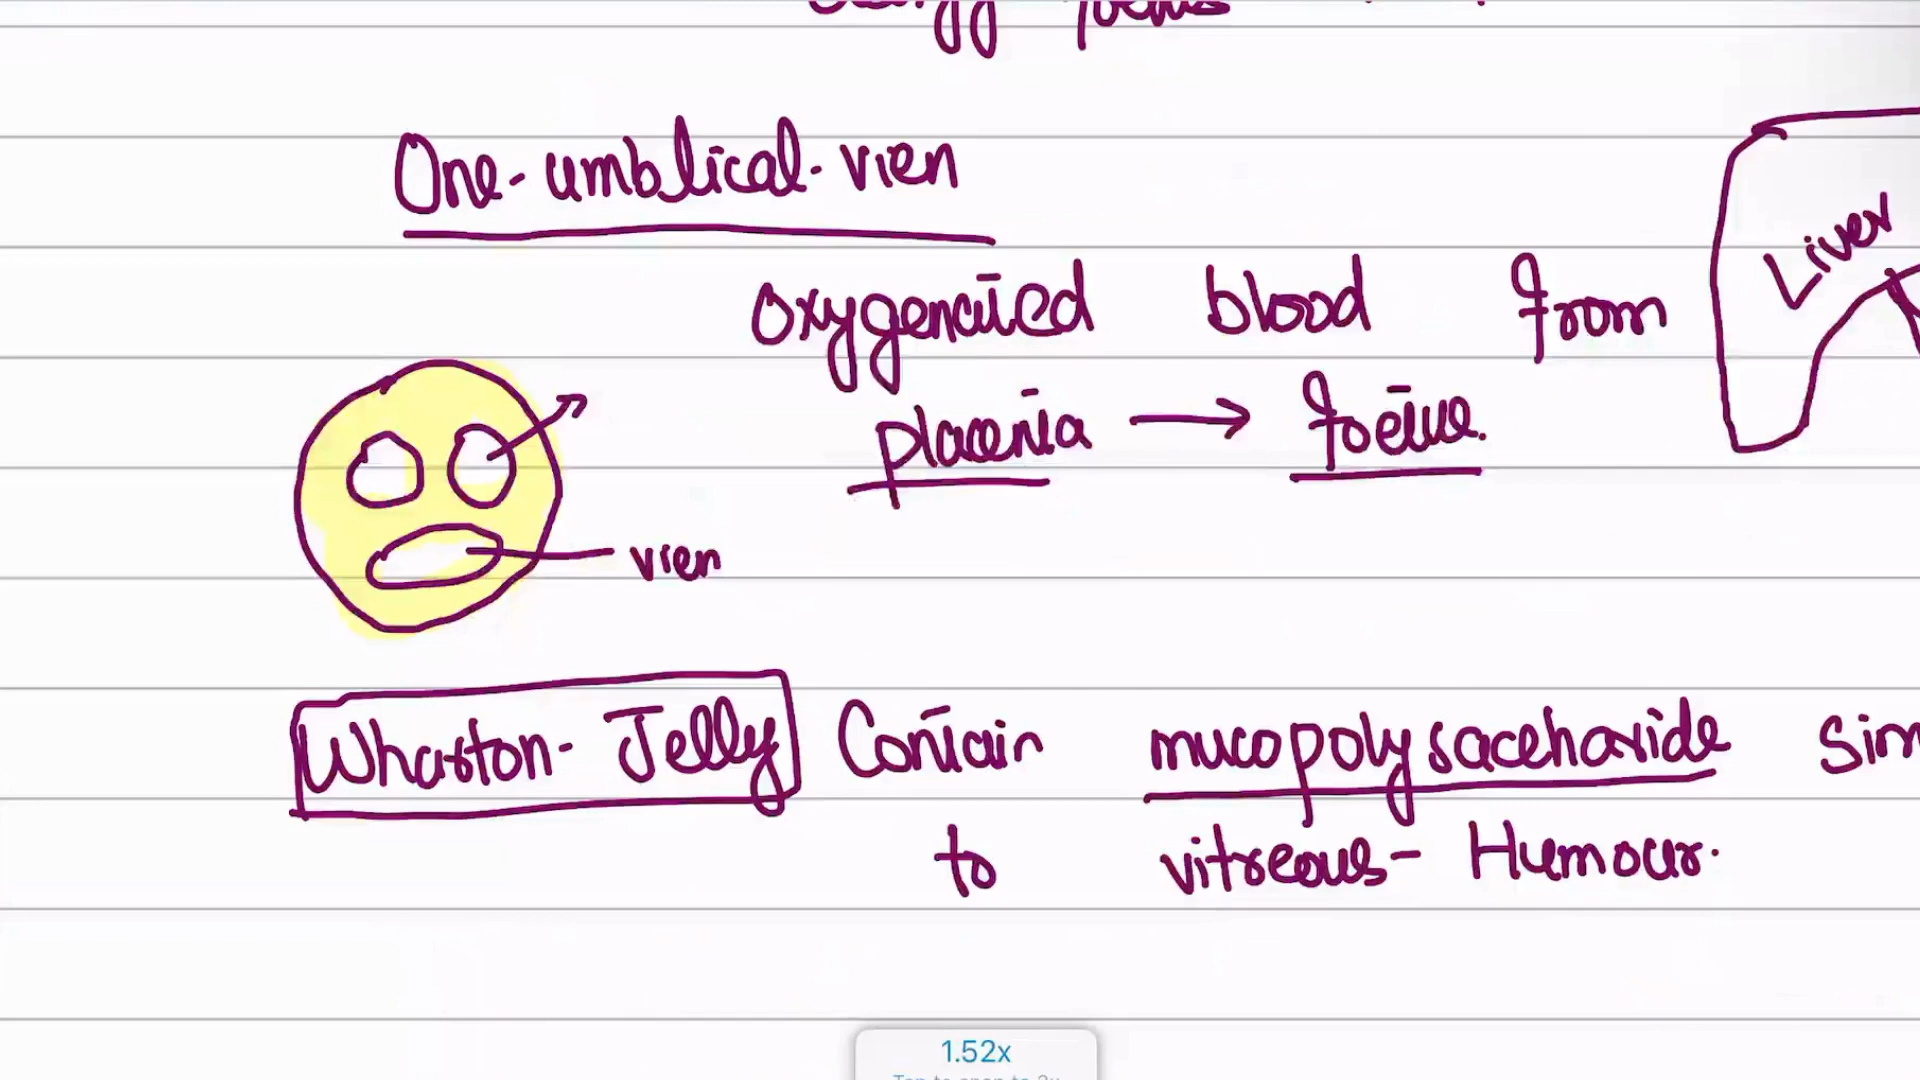 One-umblical-vien
Liver
oxygenated blood from
placenta → foetus.
vien
Wharton-Jelly Contain mucopolysaccharide Sim
to vitreous-Humour.
1.52x